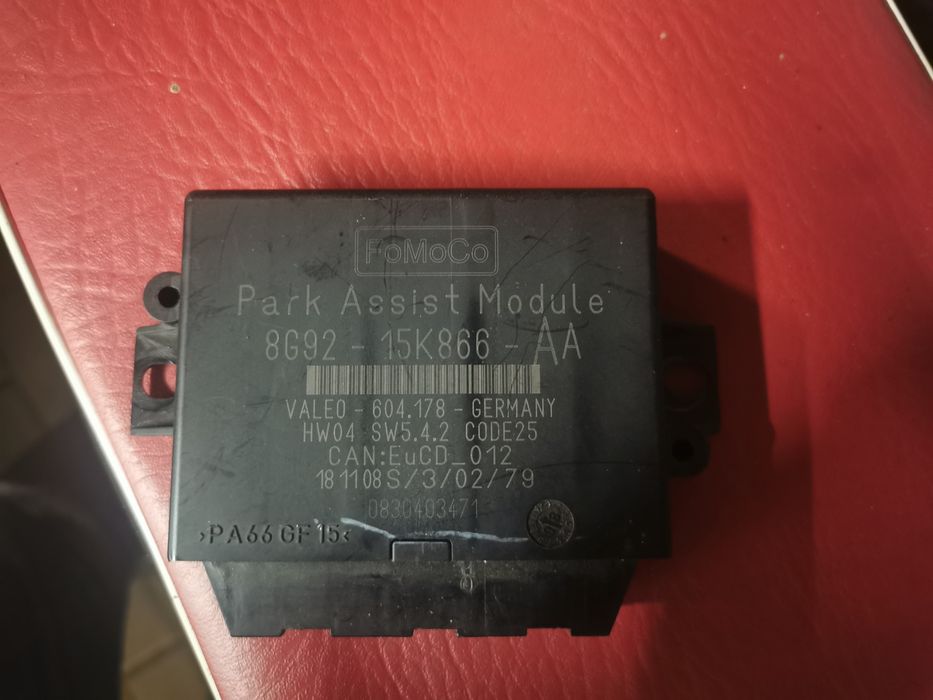 FoMoCo
Park Assist Module
8G92 - 15K866 - AA
VALEO - 604.178 - GERMANY
HW04 SW5.4.2 CODE25
CAN:EuCD_012
181108S/3/02/79
0830403471
>PA66 GF15<